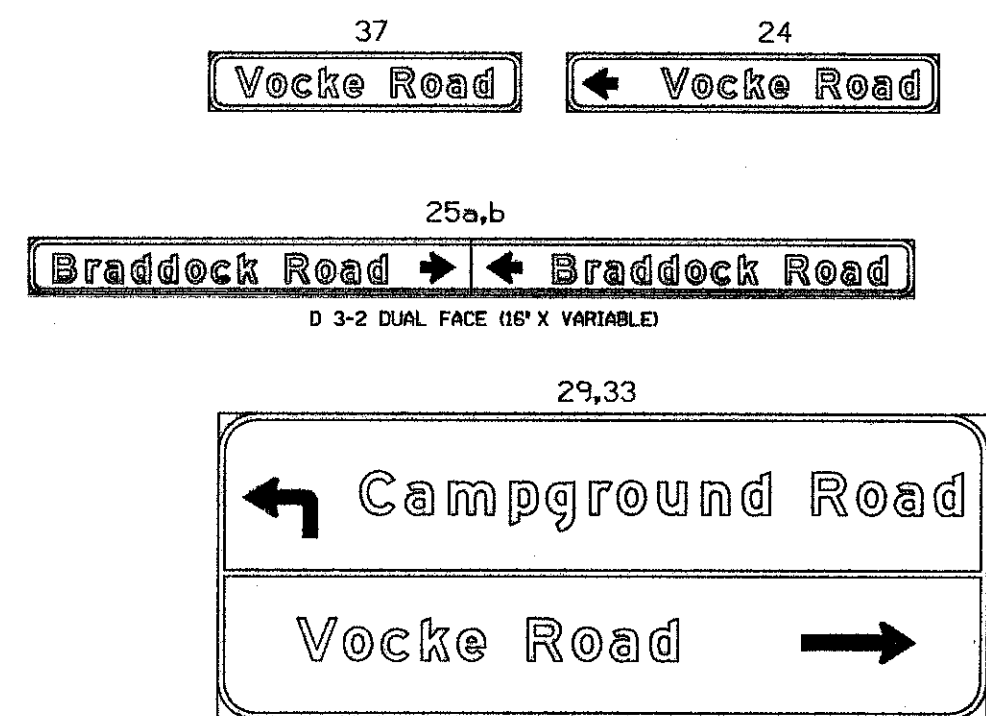 37
Vocke Road
24
Vocke Road
25a,b
Braddock Road
Braddock Road
D 3-2 DUAL FACE (16" X VARIABLE)
29,33
Campground Road
Vocke Road